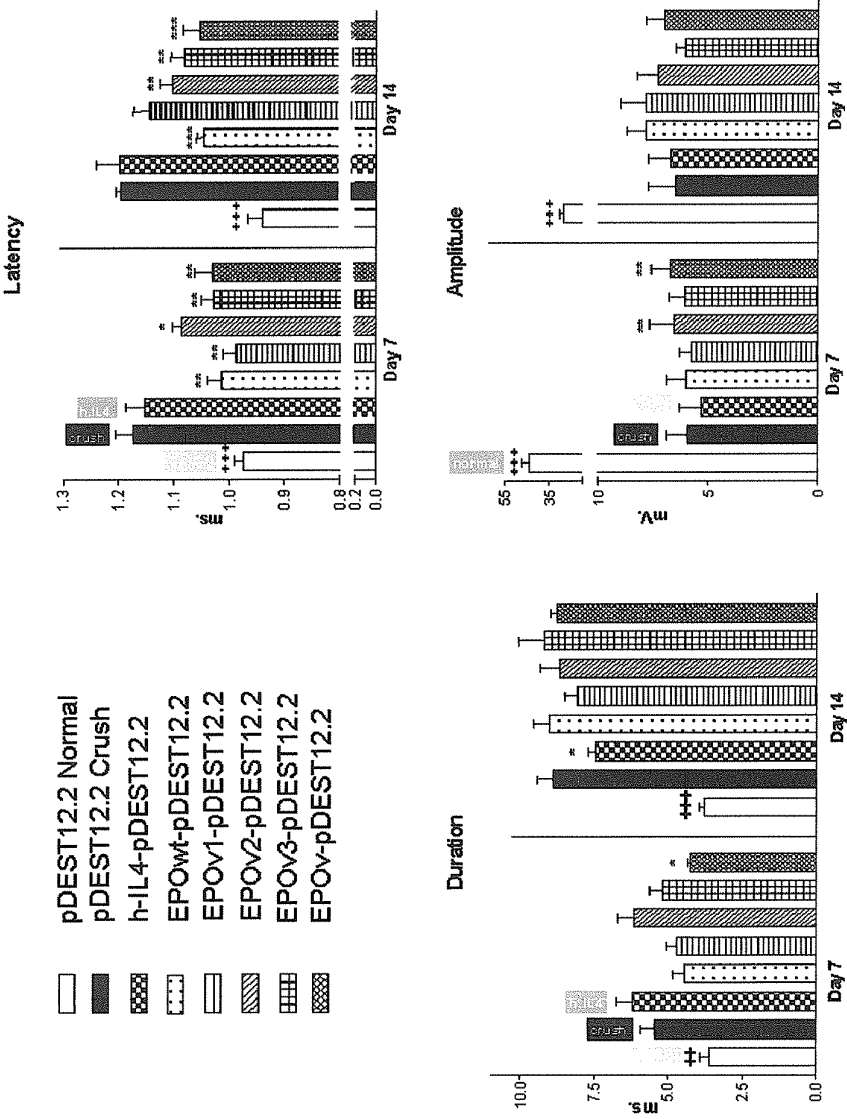 pDEST12.2 Normal
pDEST12.2 Crush
h-IL4-pDEST12.2
EPOwt-pDEST12.2
EPOv1-pDEST12.2
EPOv2-pDEST12.2
EPOv3-pDEST12.2
EPOv-pDEST12.2
Latency
ms.
1.3
1.2
1.1
1.0
0.9
0.8
0.2
0.0
+++
crush
h-IL4
**
**
*
**
**
+++
***
**
**
***
Day 7
Day 14
Duration
ms.
10.0
7.5
5.0
2.5
0.0
‡‡
crush
h-IL4
*
‡‡‡
*
Day 7
Day 14
Amplitude
mV.
55
35
10
5
0
normal
+++
crush
**
**
+++
Day 7
Day 14